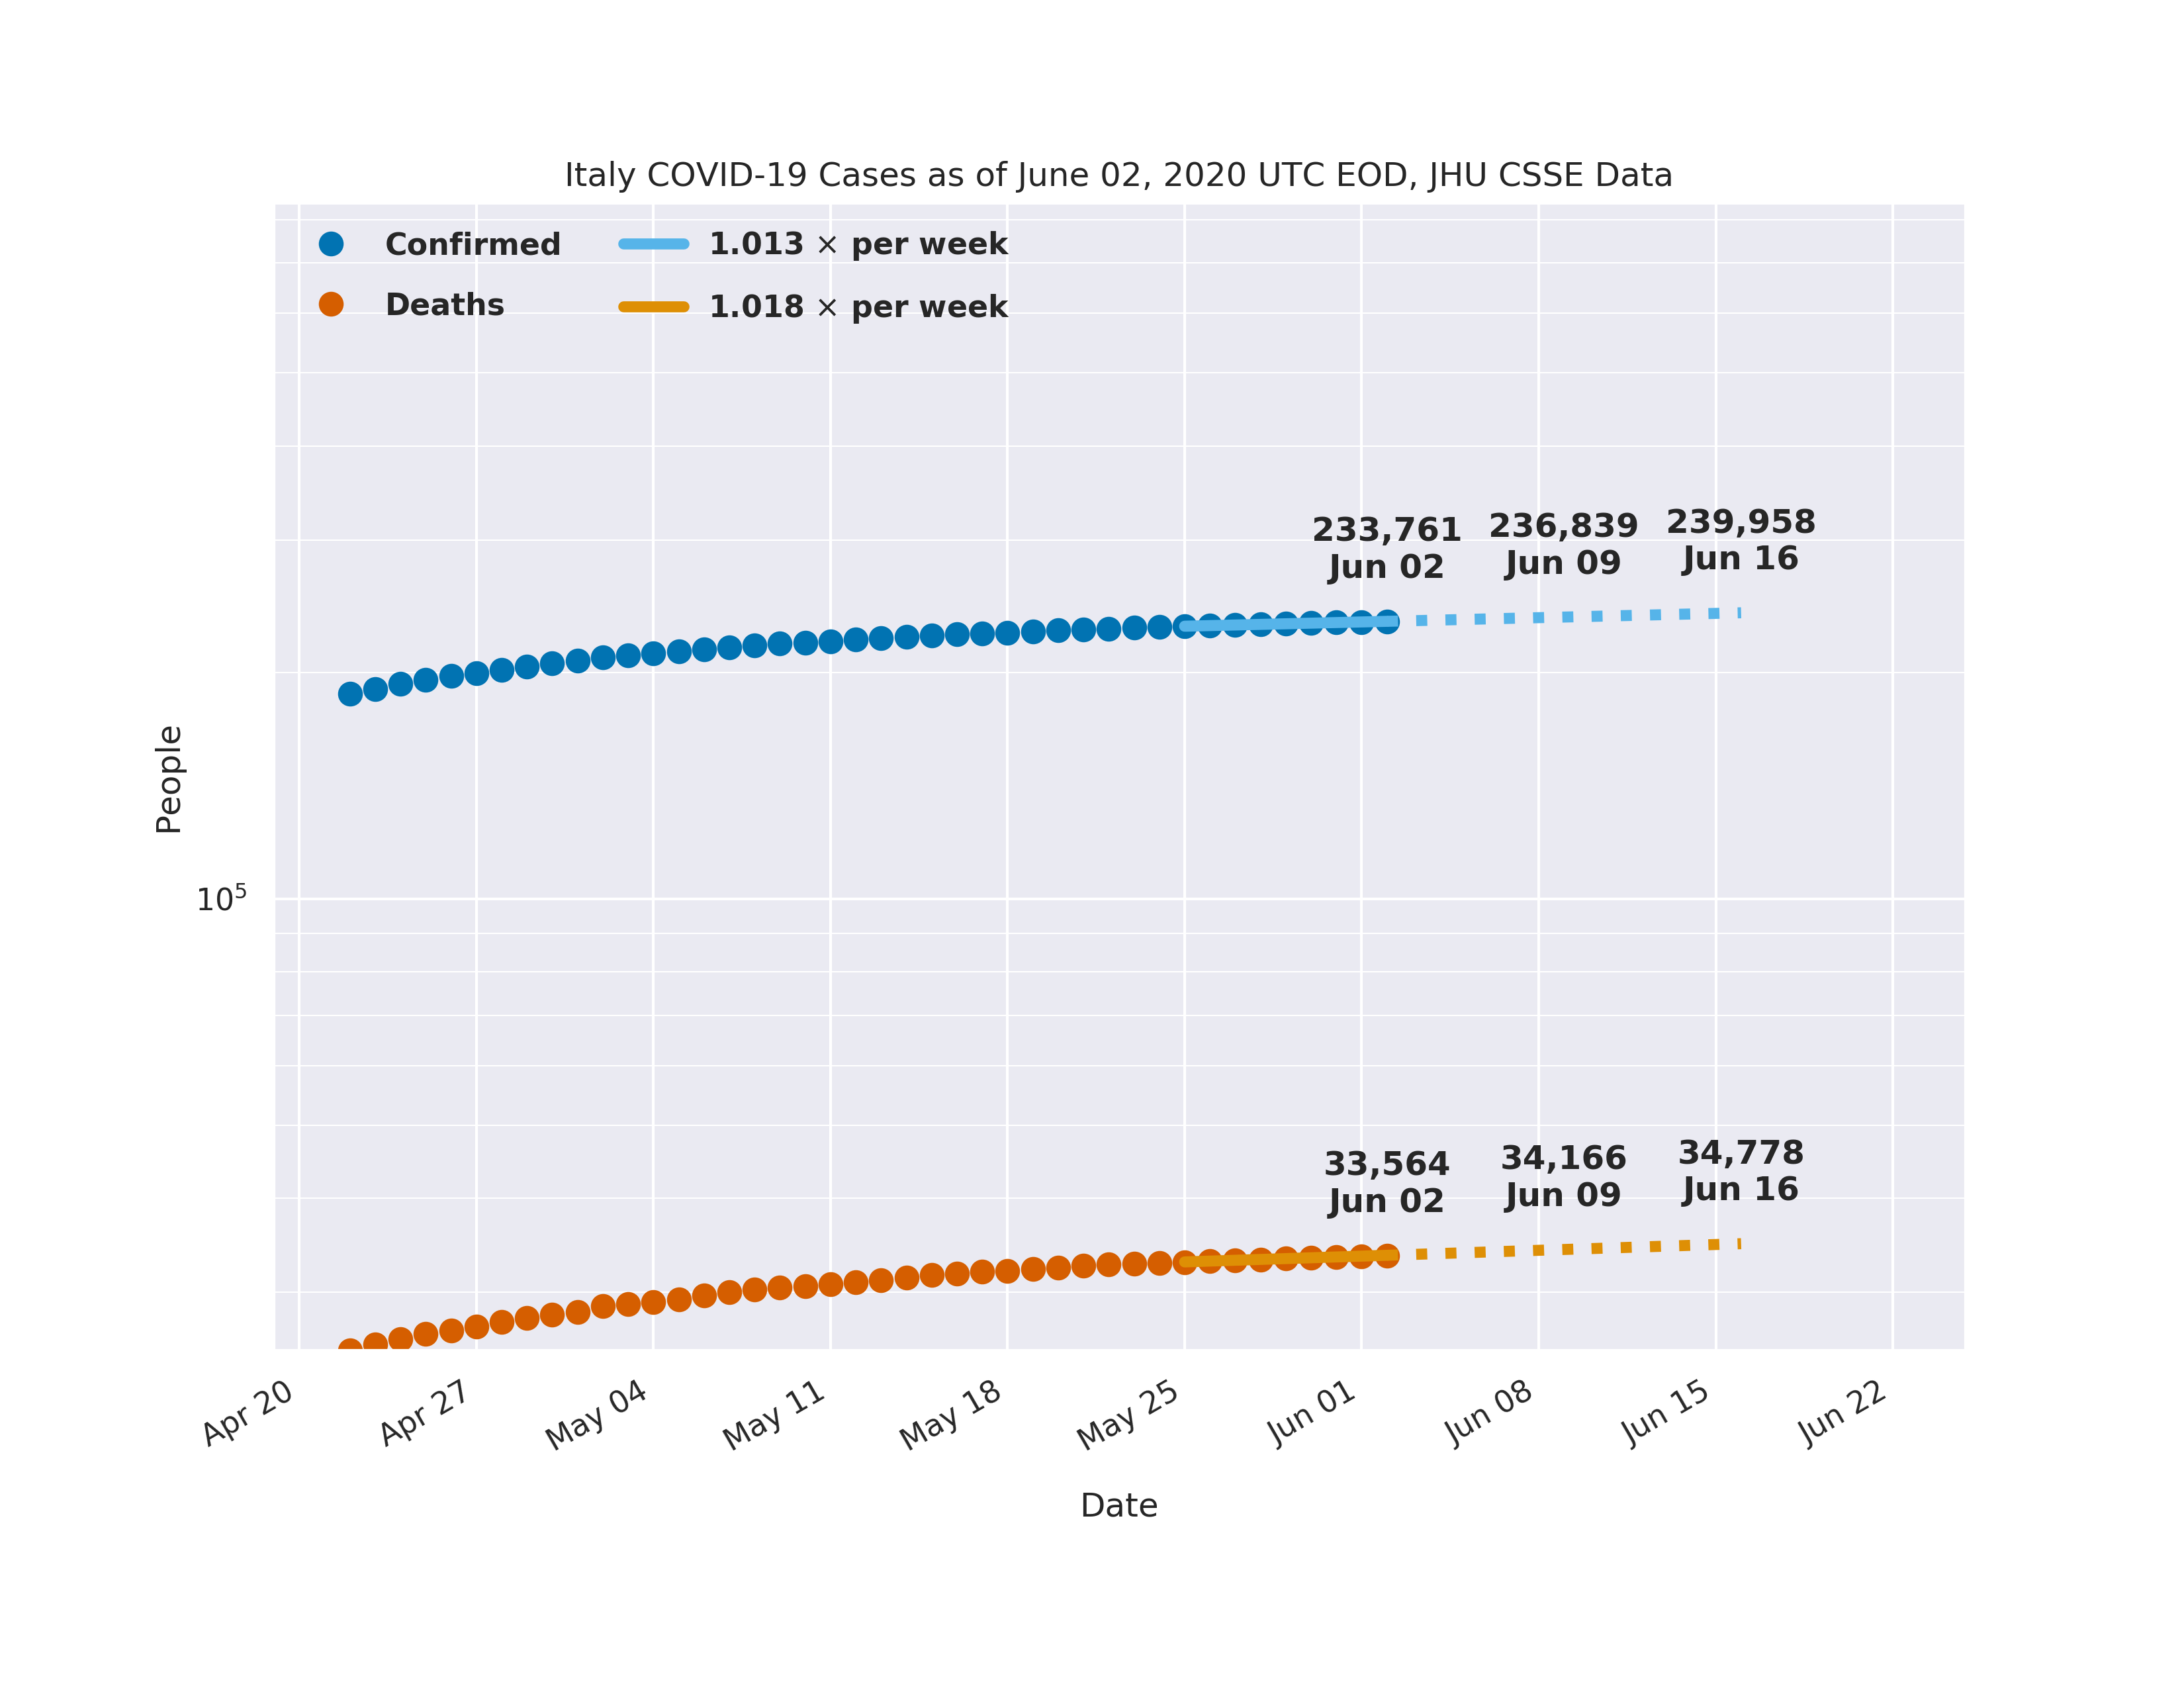 Italy COVID-19 Cases as of June 02, 2020 UTC EOD, JHU CSSE Data
Confirmed
Deaths
1.013 × per week
1.018 × per week
233,761
Jun 02
236,839
Jun 09
239,958
Jun 16
People
10⁵
33,564
Jun 02
34,166
Jun 09
34,778
Jun 16
Apr 20
Apr 27
May 04
May 11
May 18
May 25
Jun 01
Jun 08
Jun 15
Jun 22
Date